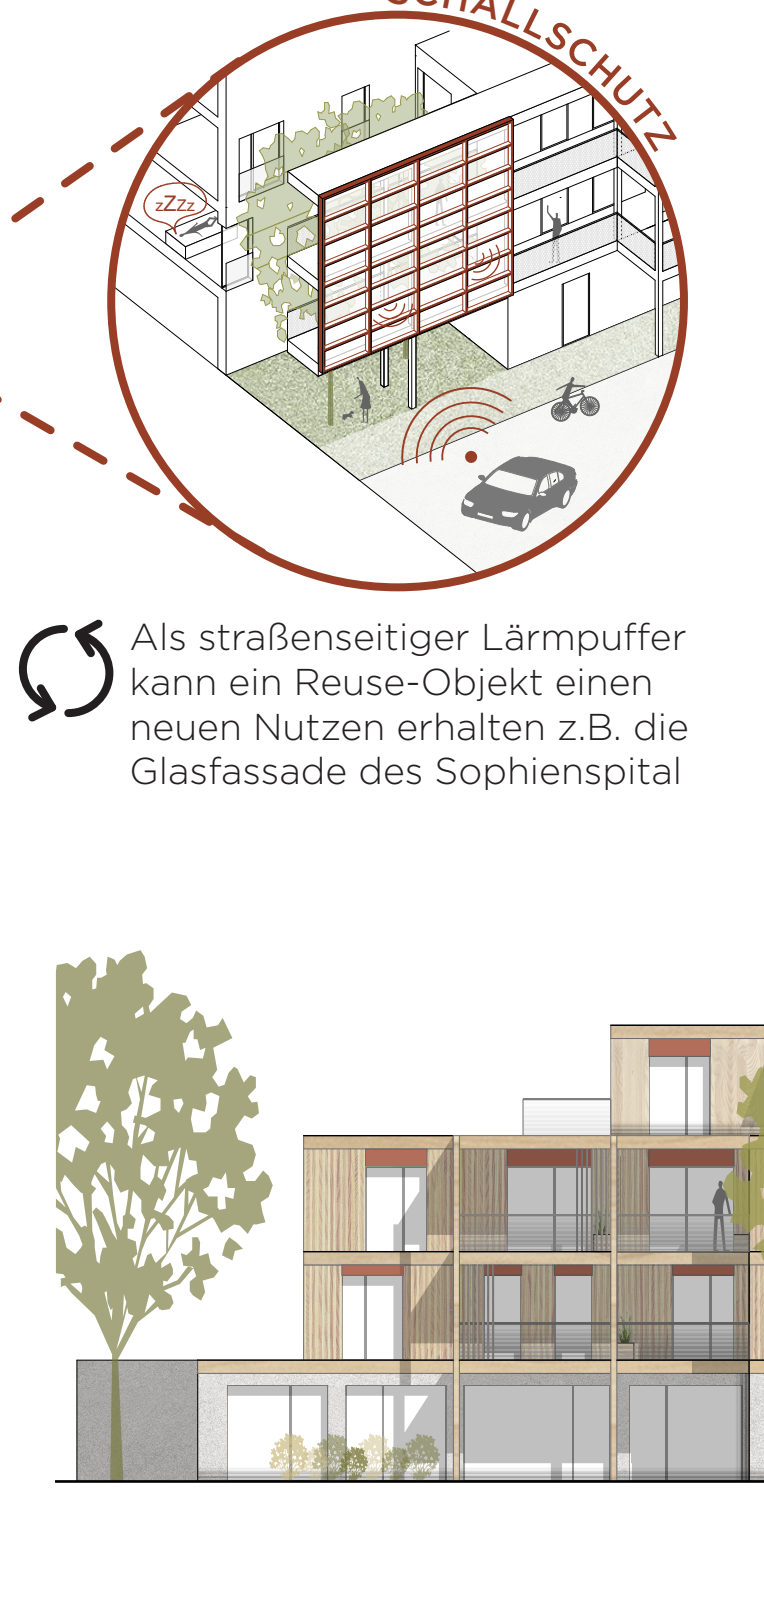 SCHALLSCHUTZ
zZzz
Als straßenseitiger Lärmpuffer
kann ein Reuse-Objekt einen
neuen Nutzen erhalten z.B. die
Glasfassade des Sophienspital